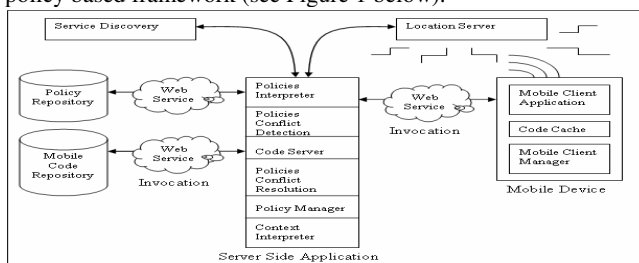 policy based framework (see Figure 1 below).
Service Discovery
Location Server
Policy
Repository
Web
Service
Policies
Interpreter
Policies
Conflict
Detection
Code Server
Policies
Conflict
Resolution
Policy Manager
Context
Interpreter
Server Side Application
Mobile
Code
Repository
Web
Service
Invocation
Web
Service
Invocation
Mobile Client
Application
Code Cache
Mobile Client
Manager
Mobile Device